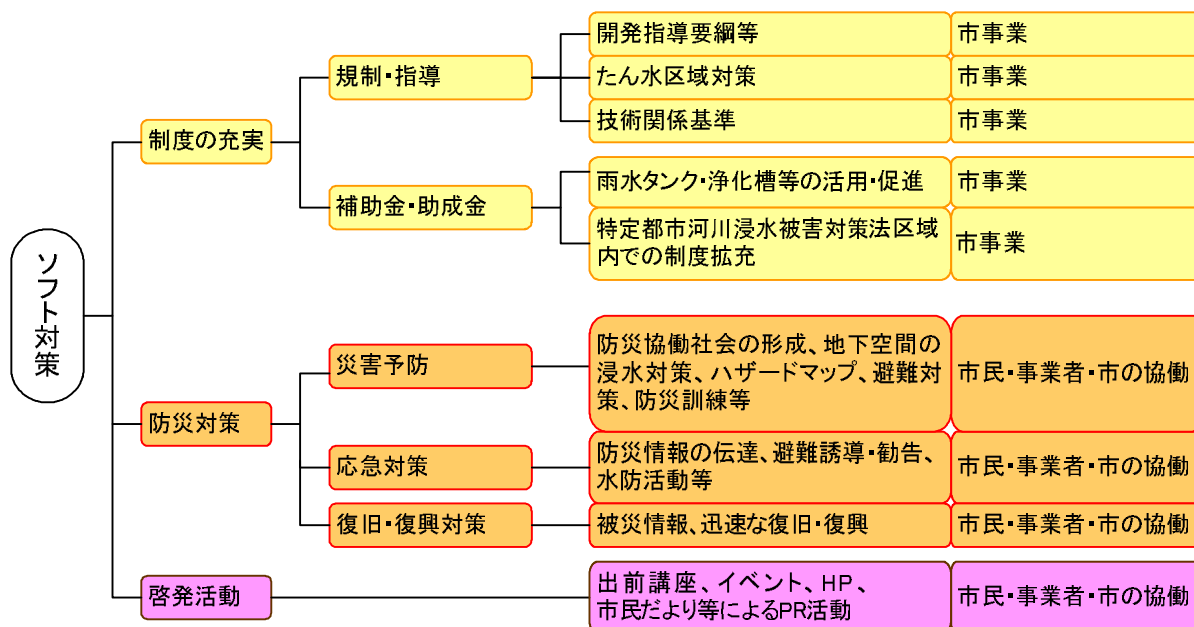 ソフト対策
制度の充実
規制・指導
開発指導要綱等
市事業
たん水区域対策
市事業
技術関係基準
市事業
補助金・助成金
雨水タンク・浄化槽等の活用・促進
市事業
特定都市河川浸水被害対策法区域
内での制度拡充
市事業
防災対策
災害予防
防災協働社会の形成、地下空間の
浸水対策、ハザードマップ、避難対
策、防災訓練等
市民・事業者・市の協働
応急対策
防災情報の伝達、避難誘導・勧告、
水防活動等
市民・事業者・市の協働
復旧・復興対策
被災情報、迅速な復旧・復興
市民・事業者・市の協働
啓発活動
出前講座、イベント、HP、
市民だより等によるPR活動
市民・事業者・市の協働